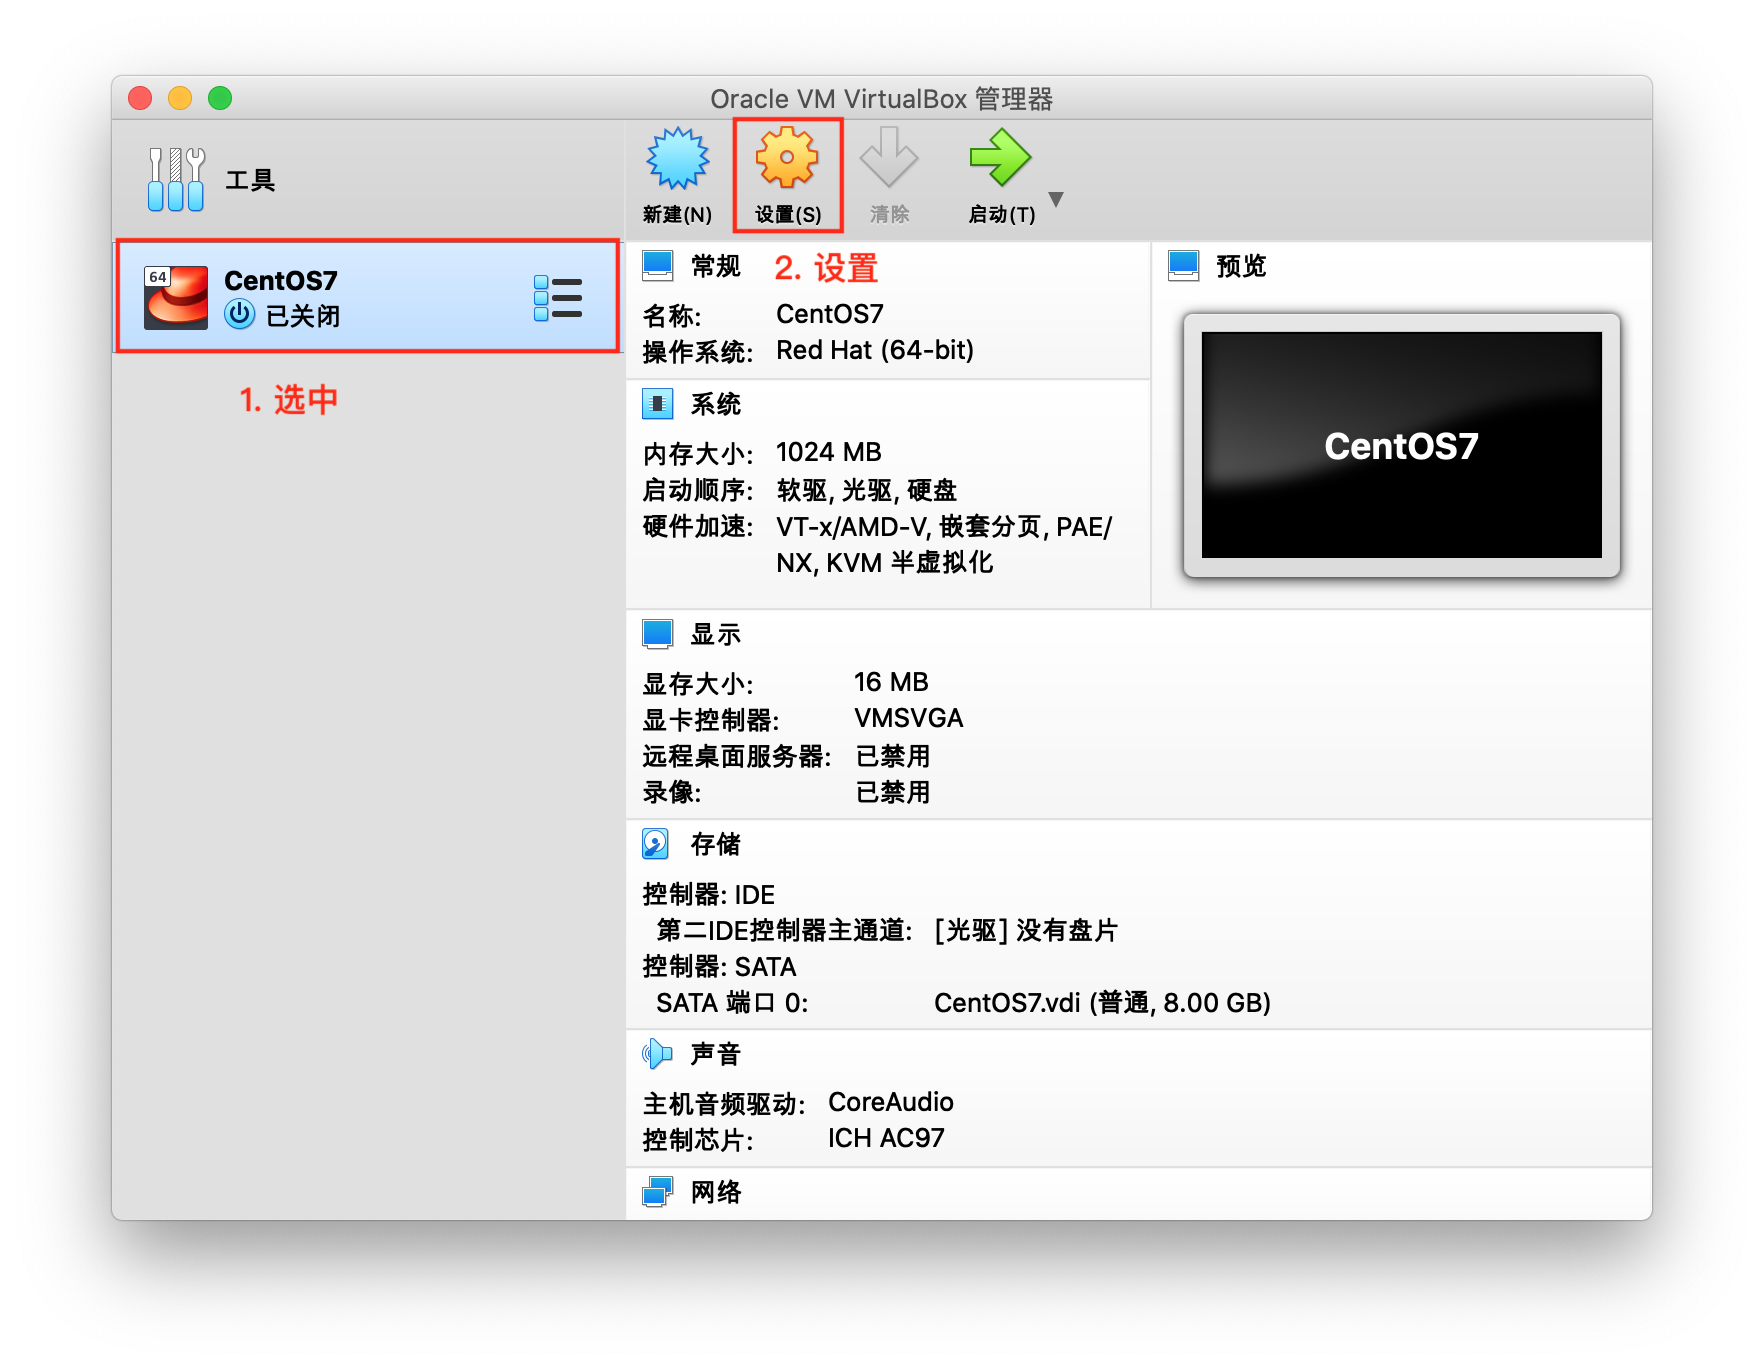 Oracle VM VirtualBox 管理器
工具
新建(N)
设置(S)
清除
启动(T)
64
CentOS7
已关闭
1. 选中
常规
2. 设置
名称: CentOS7
操作系统: Red Hat (64-bit)
预览
CentOS7
系统
内存大小: 1024 MB
启动顺序: 软驱, 光驱, 硬盘
硬件加速: VT-x/AMD-V, 嵌套分页, PAE/
NX, KVM 半虚拟化
显示
显存大小: 16 MB
显卡控制器: VMSVGA
远程桌面服务器: 已禁用
录像: 已禁用
存储
控制器: IDE
第二IDE控制器主通道: [光驱] 没有盘片
控制器: SATA
SATA 端口 0: CentOS7.vdi (普通, 8.00 GB)
声音
主机音频驱动: CoreAudio
控制芯片: ICH AC97
网络